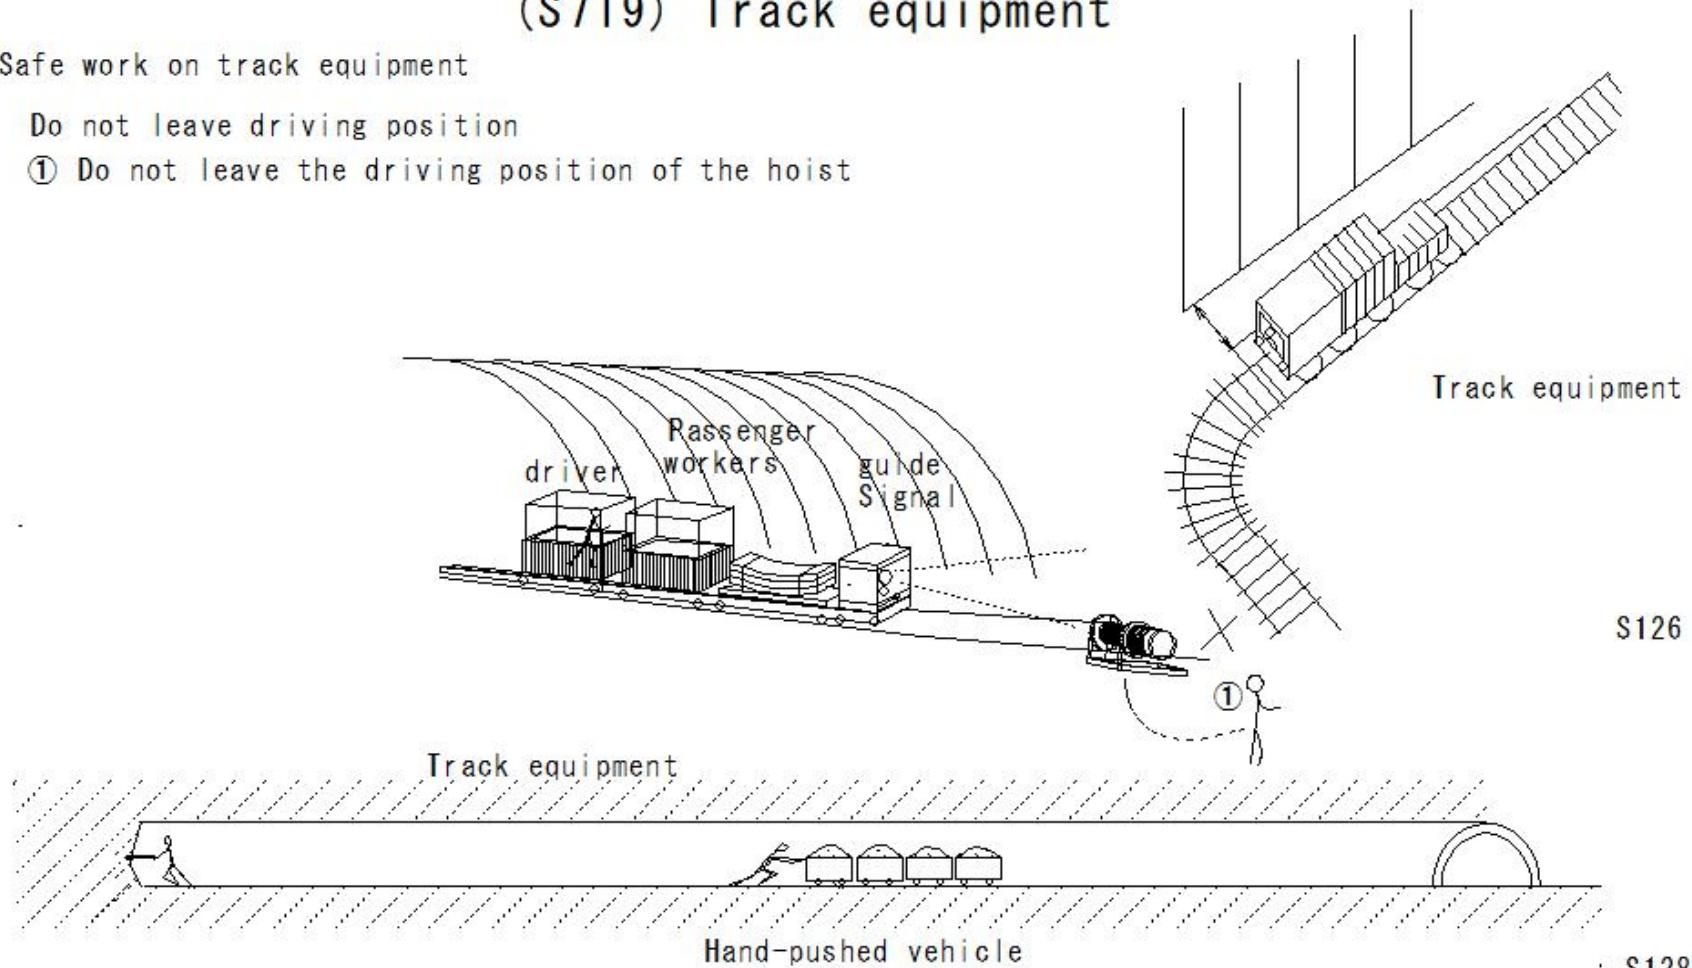 (S719) Track equipment
Safe work on track equipment
Do not leave driving position
① Do not leave the driving position of the hoist
Track equipment
Passenger
workers
driver
guide
Signal
S126
①
Track equipment
Hand-pushed vehicle
S128